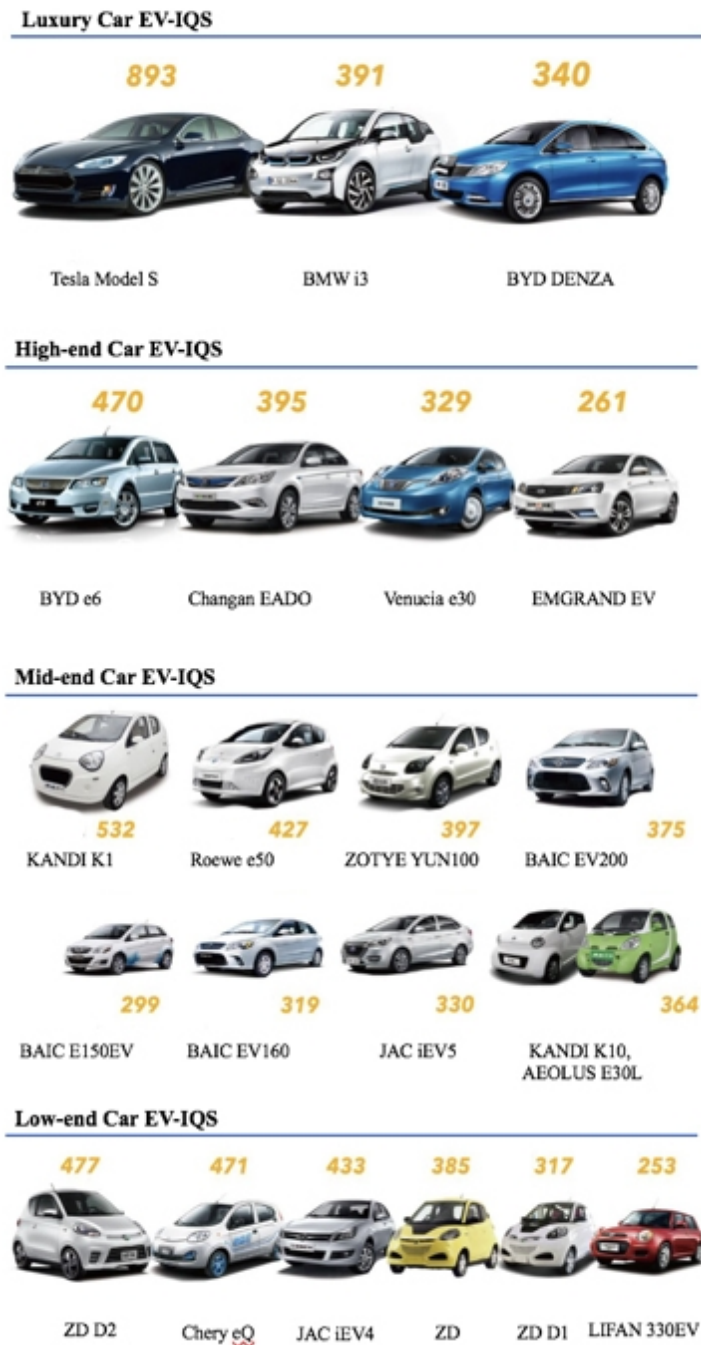 Luxury Car EV-IQS
893 391 340
Tesla Model S BMW i3 BYD DENZA
High-end Car EV-IQS
470 395 329 261
BYD e6 Changan EADO Venucia e30 EMGRAND EV
Mid-end Car EV-IQS
532 427 397 375
KANDI K1 Roewe e50 ZOTYE YUN100 BAIC EV200
299 319 330 364
BAIC E150EV BAIC EV160 JAC iEV5 KANDI K10,
AEOLUS E30L
Low-end Car EV-IQS
477 471 433 385 317 253
ZD D2 Chery eQ JAC iEV4 ZD ZD D1 LIFAN 330EV